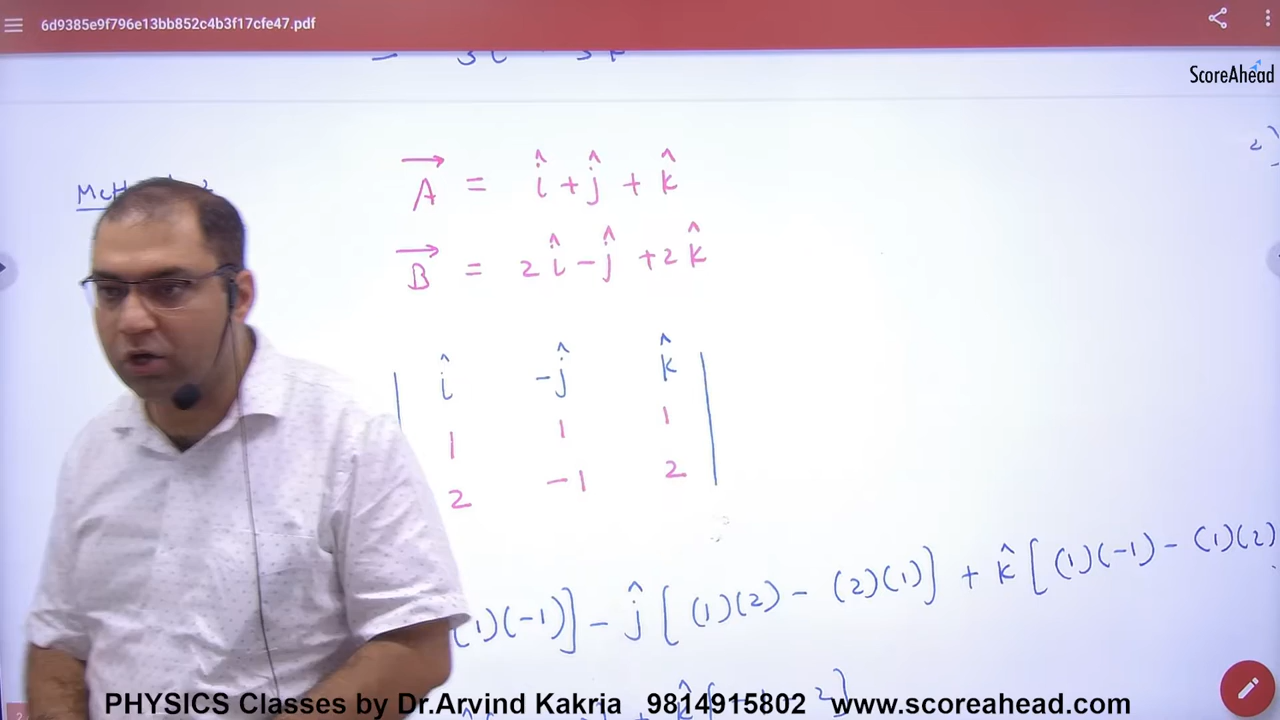 6d9385e9f796e13bb852c4b3f17cfe47.pdf
ScoreAhead
2)
A⃗ = î + ĵ + k̂
B⃗ = 2î - ĵ + 2k̂
î -ĵ k̂
1 1 1
2 -1 2
(1)(-1)] - ĵ [(1)(2) - (2)(1)] + k̂ [(1)(-1) - (1)(2)
PHYSICS Classes by Dr.Arvind Kakria 9814915802 www.scoreahead.com